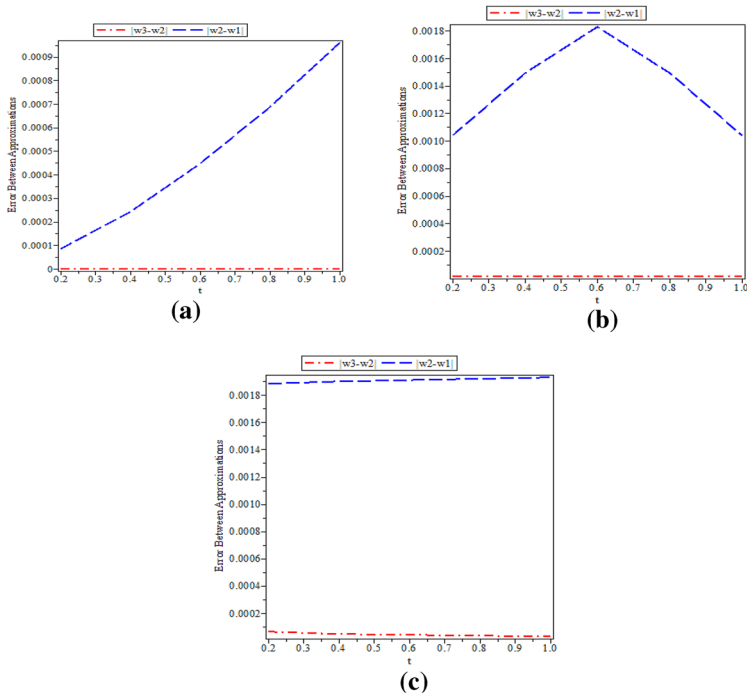 |w3-w2| |w2-w1|
0.0009
0.0008
0.0007
0.0006
0.0005
0.0004
0.0003
0.0002
0.0001
0
Error Between Approximations
0.2 0.3 0.4 0.5 0.6 0.7 0.8 0.9 1.0
t
(a)
|w3-w2| |w2-w1|
0.0018
0.0016
0.0014
0.0012
0.0010
0.0008
0.0006
0.0004
0.0002
Error Between Approximations
0.2 0.3 0.4 0.5 0.6 0.7 0.8 0.9 1.0
t
(b)
|w3-w2| |w2-w1|
0.0018
0.0016
0.0014
0.0012
0.0010
0.0008
0.0006
0.0004
0.0002
Error Between Approximations
0.2 0.3 0.4 0.5 0.6 0.7 0.8 0.9 1.0
t
(c)